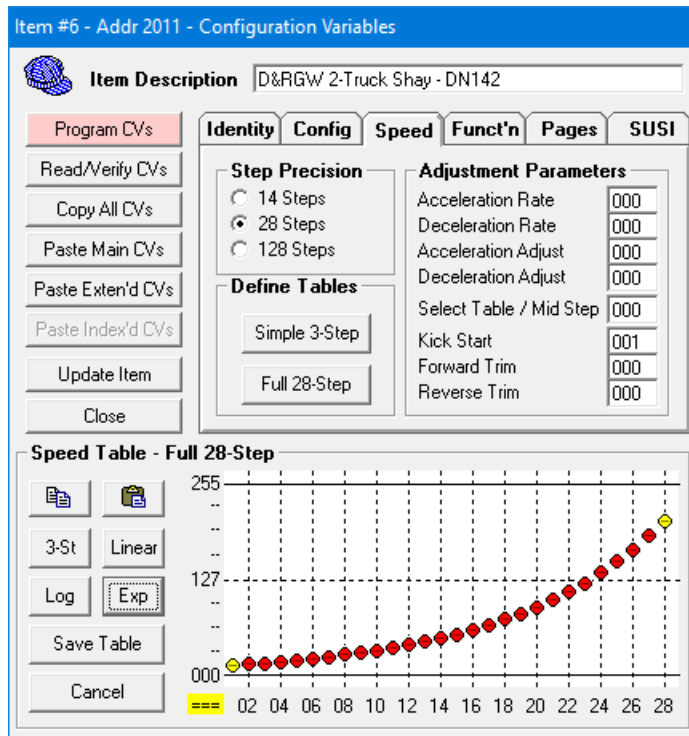 Item #6 - Addr 2011 - Configuration Variables
Item Description D&RGW 2-Truck Shay - DN142
Program CVs
Read/Verify CVs
Copy All CVs
Paste Main CVs
Paste Exten'd CVs
Paste Index'd CVs
Update Item
Close
Identity Config Speed Funct'n Pages SUSI
Step Precision
14 Steps
28 Steps
128 Steps
Define Tables
Simple 3-Step
Full 28-Step
Adjustment Parameters
Acceleration Rate 000
Deceleration Rate 000
Acceleration Adjust 000
Deceleration Adjust 000
Select Table / Mid Step 000
Kick Start 001
Forward Trim 000
Reverse Trim 000
Speed Table - Full 28-Step
3-St Linear
Log Exp
Save Table
Cancel
255
--
--
--
127
--
--
--
000
=== 02 04 06 08 10 12 14 16 18 20 22 24 26 28